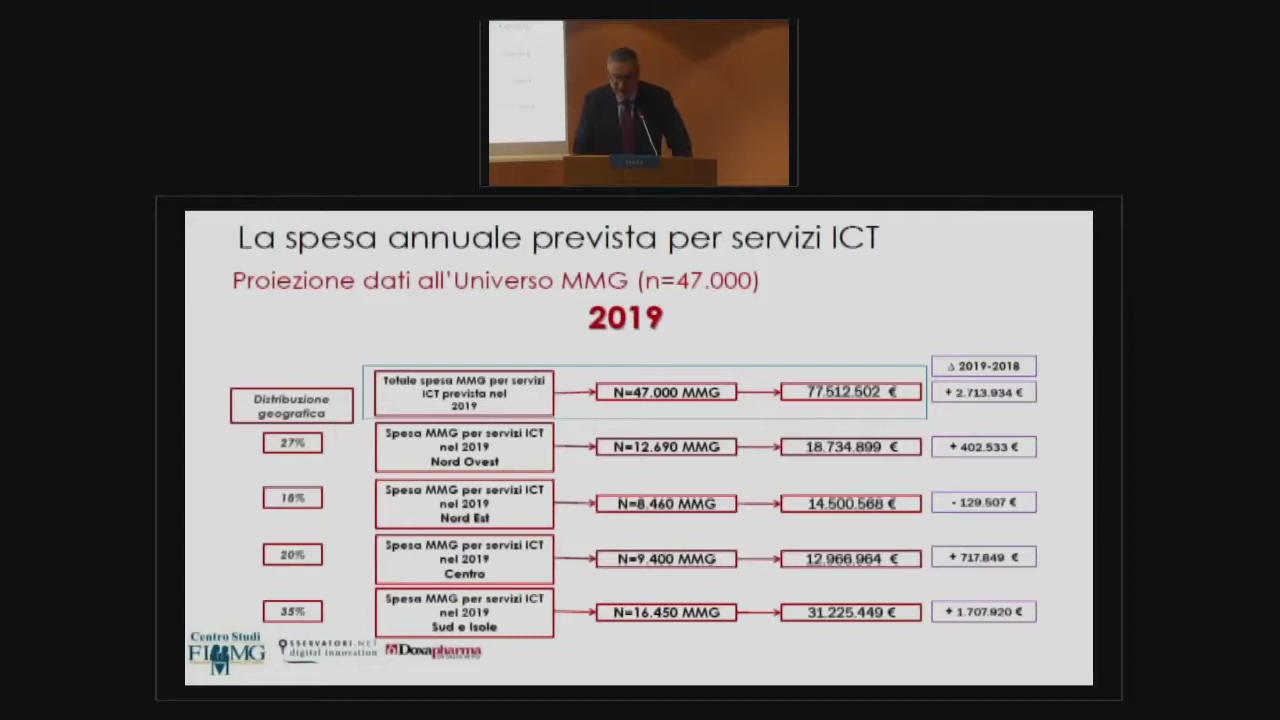 La spesa annuale prevista per servizi ICT
Proiezione dati all'Universo MMG (n=47.000)
2019
Δ 2019-2018
Distribuzione
geografica
Totale spesa MMG per servizi
ICT prevista nel
2019
N=47.000 MMG
77.512.502 €
+ 2.713.934 €
27%
Spesa MMG per servizi ICT
nel 2019
Nord Ovest
N=12.690 MMG
18.734.899 €
+ 402.533 €
18%
Spesa MMG per servizi ICT
nel 2019
Nord Est
N=8.460 MMG
14.500.568 €
- 129.507 €
20%
Spesa MMG per servizi ICT
nel 2019
Centro
N=9.400 MMG
12.966.964 €
+ 717.849 €
35%
Spesa MMG per servizi ICT
nel 2019
Sud e Isole
N=16.450 MMG
31.225.449 €
+ 1.707.920 €
Centro Studi
FIMMG
OSSERVATORI.NET
digital innovation
Doxapharma